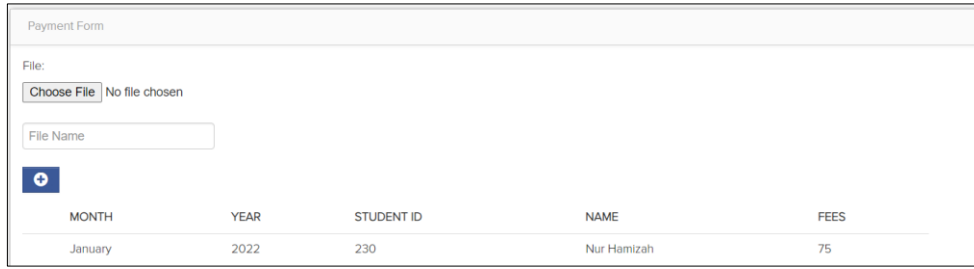 Payment Form
File:
Choose File No file chosen
File Name
MONTH YEAR STUDENT ID NAME FEES
January 2022 230 Nur Hamizah 75